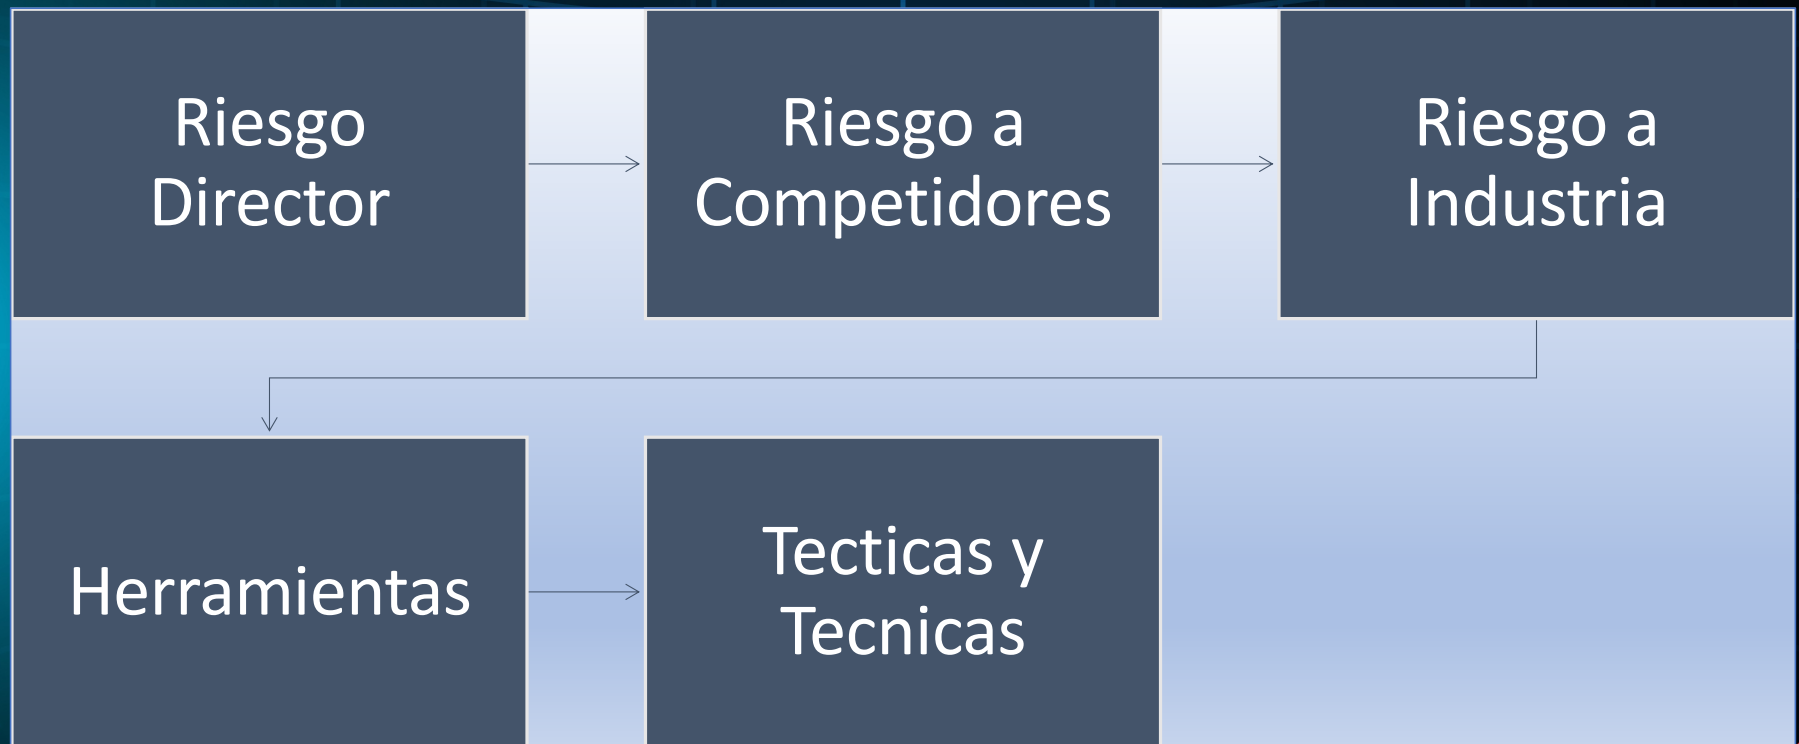 Riesgo
Director
Riesgo a
Competidores
Riesgo a
Industria
Herramientas
Tecticas y
Tecnicas